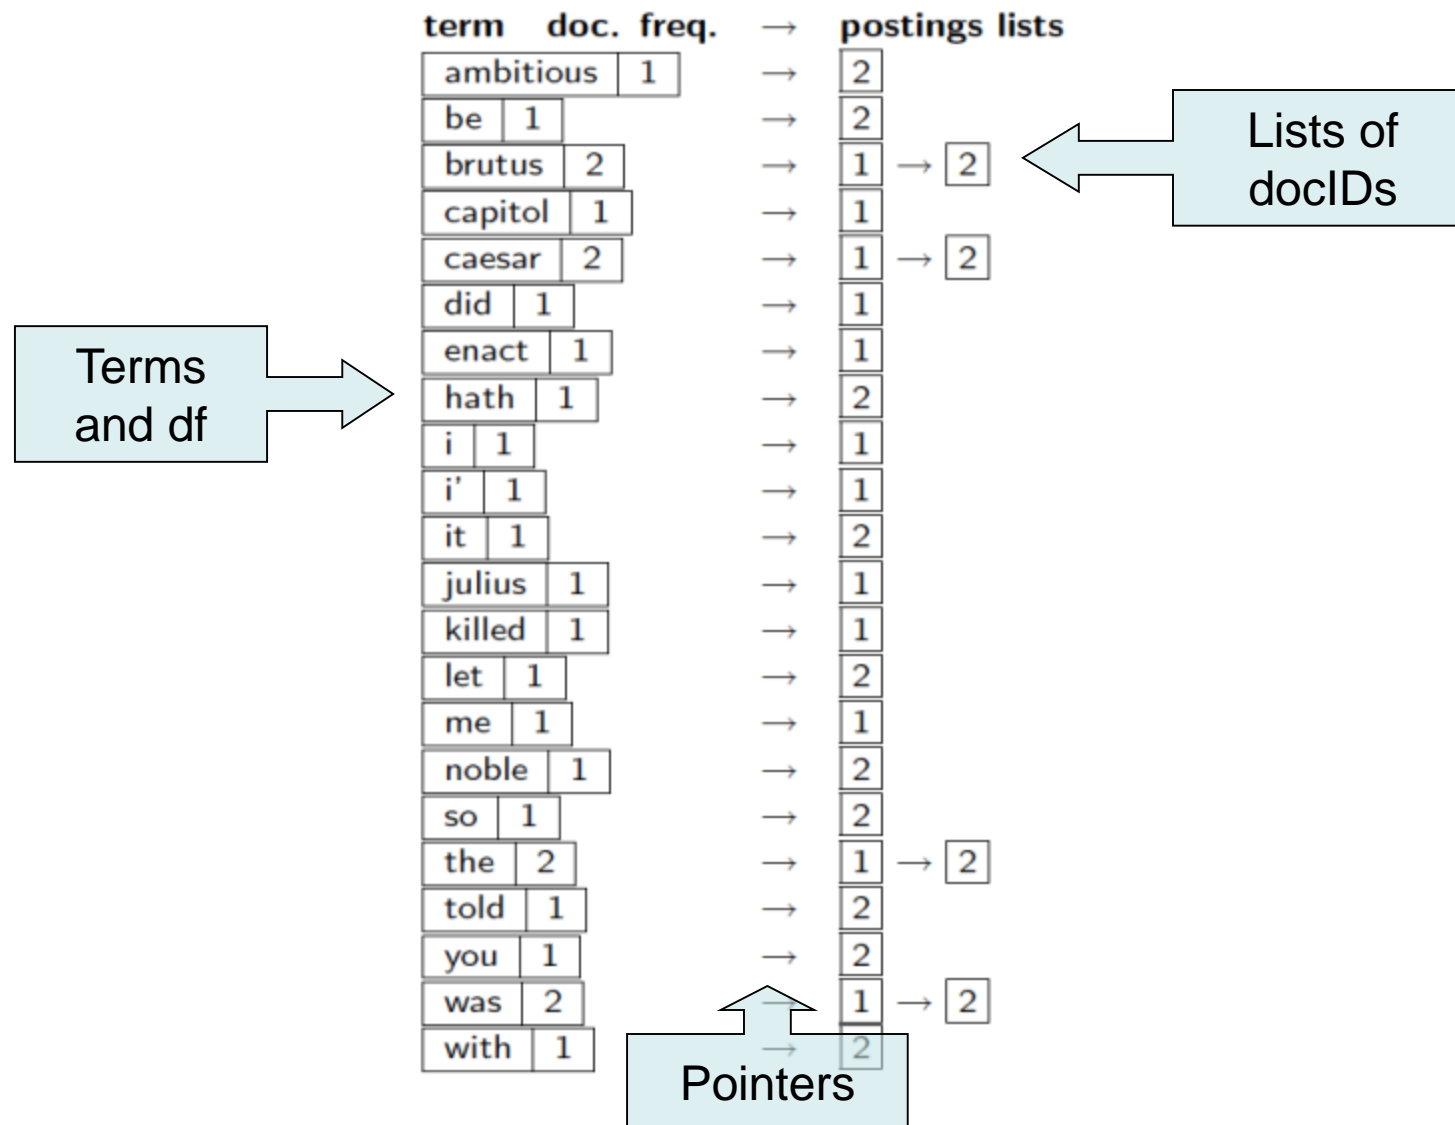 term doc. freq. → postings lists
ambitious 1 → 2
be 1 → 2
brutus 2 → 1 → 2
capitol 1 → 1
caesar 2 → 1 → 2
did 1 → 1
enact 1 → 1
hath 1 → 2
i 1 → 1
i' 1 → 1
it 1 → 2
julius 1 → 1
killed 1 → 1
let 1 → 2
me 1 → 1
noble 1 → 2
so 1 → 2
the 2 → 1 → 2
told 1 → 2
you 1 → 2
was 2 → 1 → 2
with 1 → 2
Lists of
docIDs
Terms
and df
Pointers